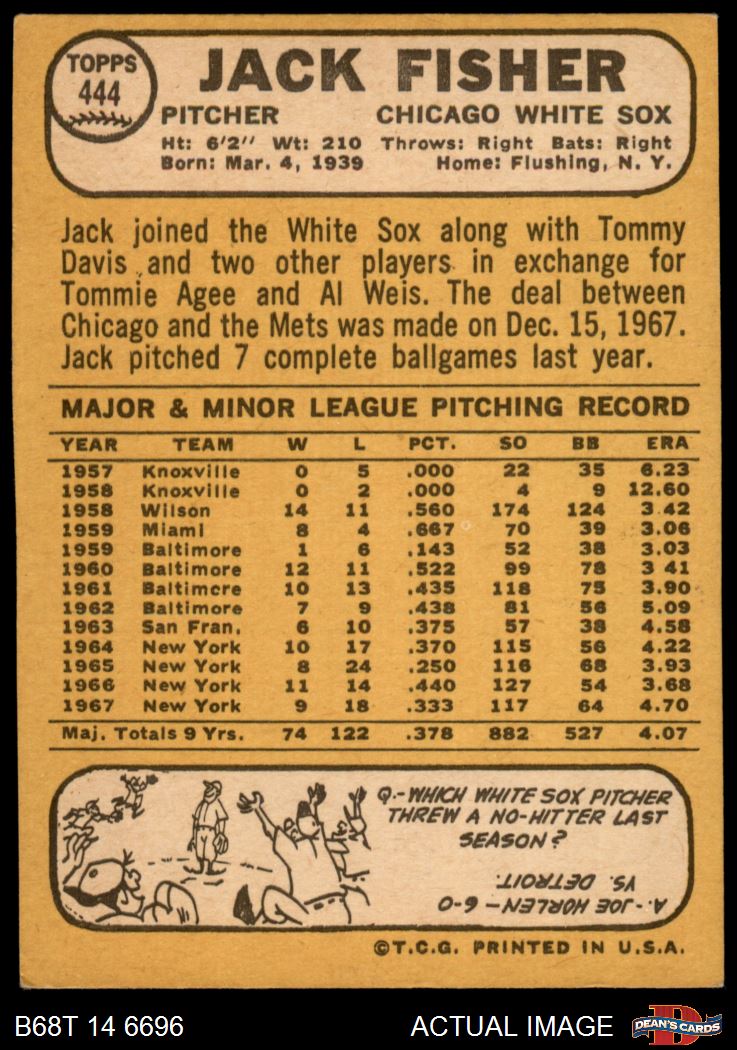 TOPPS
444
JACK FISHER
PITCHER CHICAGO WHITE SOX
Ht: 6'2" Wt: 210 Throws: Right Bats: Right
Born: Mar. 4, 1939 Home: Flushing, N. Y.
Jack joined the White Sox along with Tommy
Davis and two other players in exchange for
Tommie Agee and Al Weis. The deal between
Chicago and the Mets was made on Dec. 15, 1967.
Jack pitched 7 complete ballgames last year.
MAJOR & MINOR LEAGUE PITCHING RECORD
YEAR TEAM W L PCT. SO BB ERA
1957 Knoxville 0 5 .000 22 35 6.23
1958 Knoxville 0 2 .000 4 9 12.60
1958 Wilson 14 11 .560 174 124 3.42
1959 Miami 8 4 .667 70 39 3.06
1959 Baltimore 1 6 .143 52 38 3.03
1960 Baltimore 12 11 .522 99 78 3 41
1961 Baltimore 10 13 .435 118 75 3.90
1962 Baltimore 7 9 .438 81 56 5.09
1963 San Fran. 6 10 .375 57 38 4.58
1964 New York 10 17 .370 115 56 4.22
1965 New York 8 24 .250 116 68 3.93
1966 New York 11 14 .440 127 54 3.68
1967 New York 9 18 .333 117 64 4.70
Maj. Totals 9 Yrs. 74 122 .378 882 527 4.07
Q.-WHICH WHITE SOX PITCHER
THREW A NO-HITTER LAST
SEASON?
A.-JOE HORLEN-6-0
VS. DETROIT.
©T.C.G. PRINTED IN U.S.A.
B68T 14 6696 ACTUAL IMAGE DEAN'S CARDS